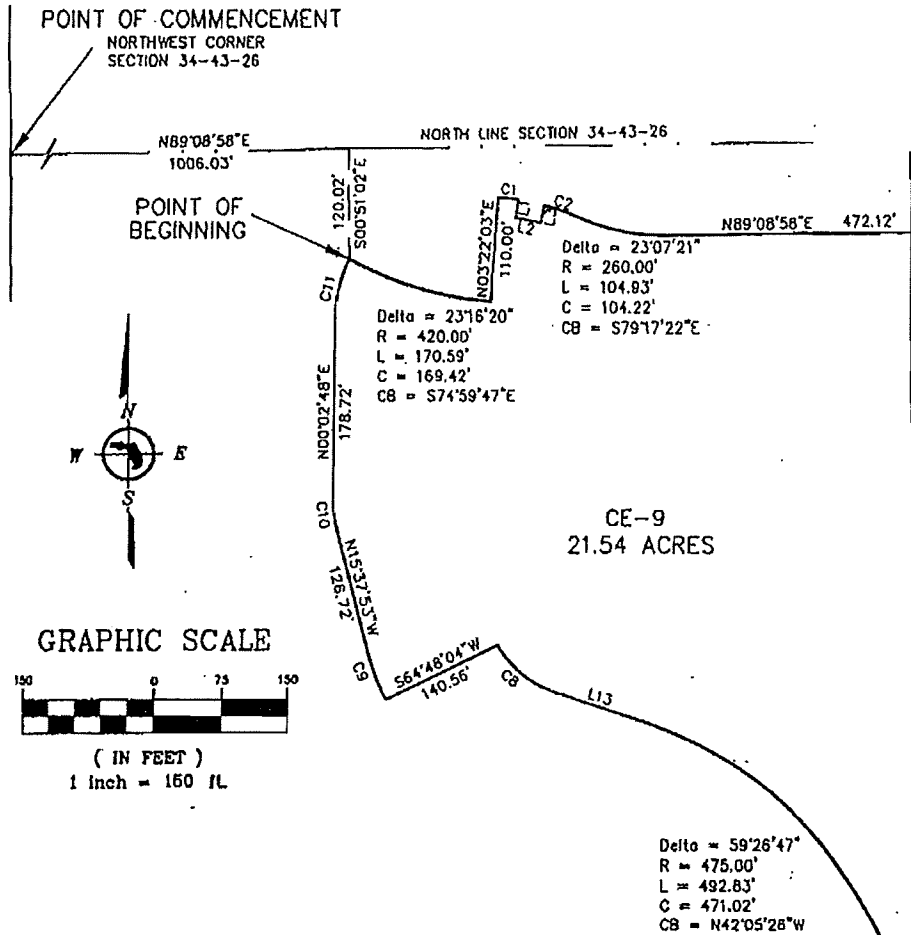 POINT OF COMMENCEMENT
NORTHWEST CORNER
SECTION 34-43-26
N89°08'58"E
1006.03'
NORTH LINE SECTION 34-43-26
120.02'
S00°51'02"E
POINT OF
BEGINNING
C1
L1
L2
C2
N89°08'58"E 472.12'
N03°22'03"E
110.00'
Delta = 23°07'21"
R = 260.00'
L = 104.93'
C = 104.22'
CB = S79°17'22"E
C11
Delta = 23°16'20"
R = 420.00'
L = 170.59'
C = 169.42'
CB = S74°59'47"E
N00°02'48"E
178.72'
N
W E
S
C10
CE-9
21.54 ACRES
N15°37'53"W
126.72'
C9
S64°48'04"W
140.56'
C8
L13
GRAPHIC SCALE
150 0 75 150
( IN FEET )
1 inch = 150 ft.
Delta = 59°26'47"
R = 475.00'
L = 492.83'
C = 471.02'
CB = N42°05'28"W